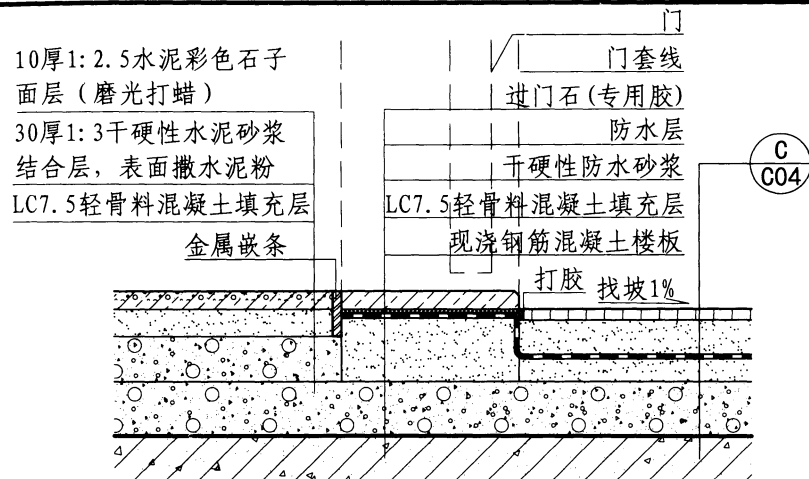 10厚1:2.5水泥彩色石子
面层（磨光打蜡）
30厚1:3干硬性水泥砂浆
结合层，表面撒水泥粉
LC7.5轻骨料混凝土填充层
金属嵌条
门
门套线
过门石(专用胶)
防水层
干硬性防水砂浆
LC7.5轻骨料混凝土填充层
现浇钢筋混凝土楼板
打胶
找坡1%
C
C04